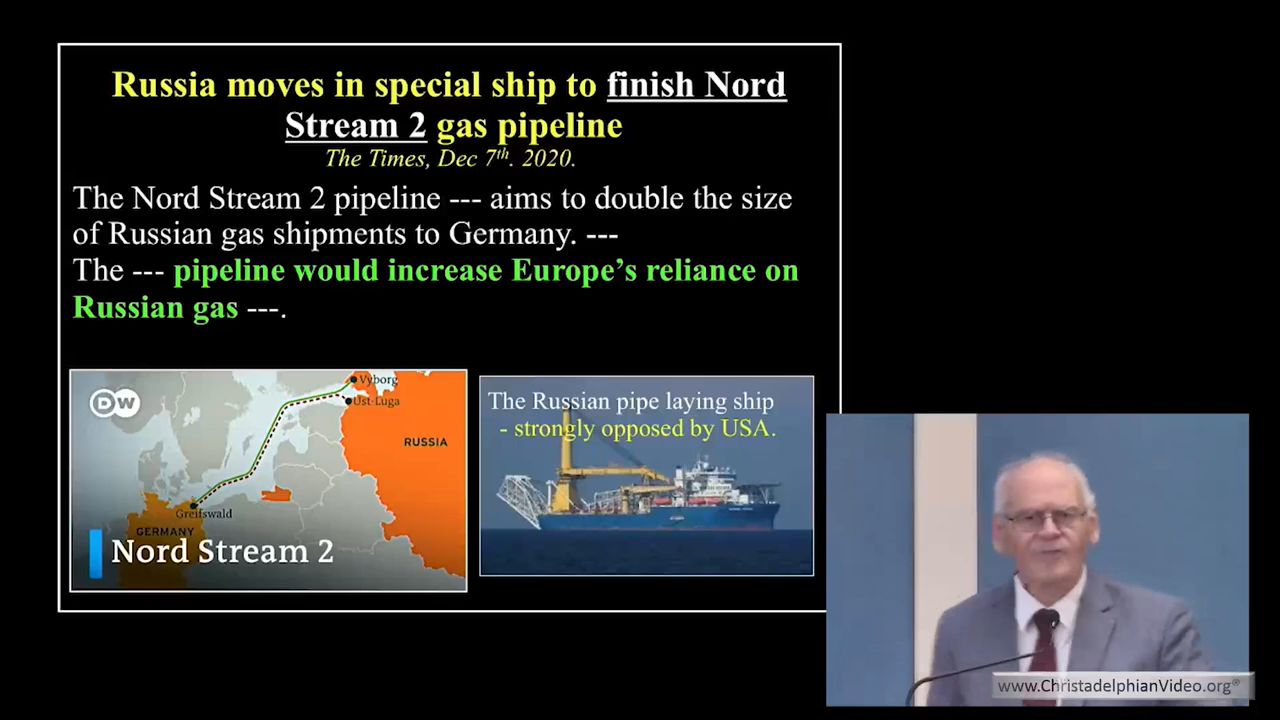 Russia moves in special ship to finish Nord
Stream 2 gas pipeline
The Times, Dec 7th. 2020.
The Nord Stream 2 pipeline --- aims to double the size
of Russian gas shipments to Germany. ---
The --- pipeline would increase Europe's reliance on
Russian gas ---.
DW
Vyborg
Ust-Luga
RUSSIA
Greifswald
GERMANY
Nord Stream 2
The Russian pipe laying ship
- strongly opposed by USA.
www.ChristadelphianVideo.org®